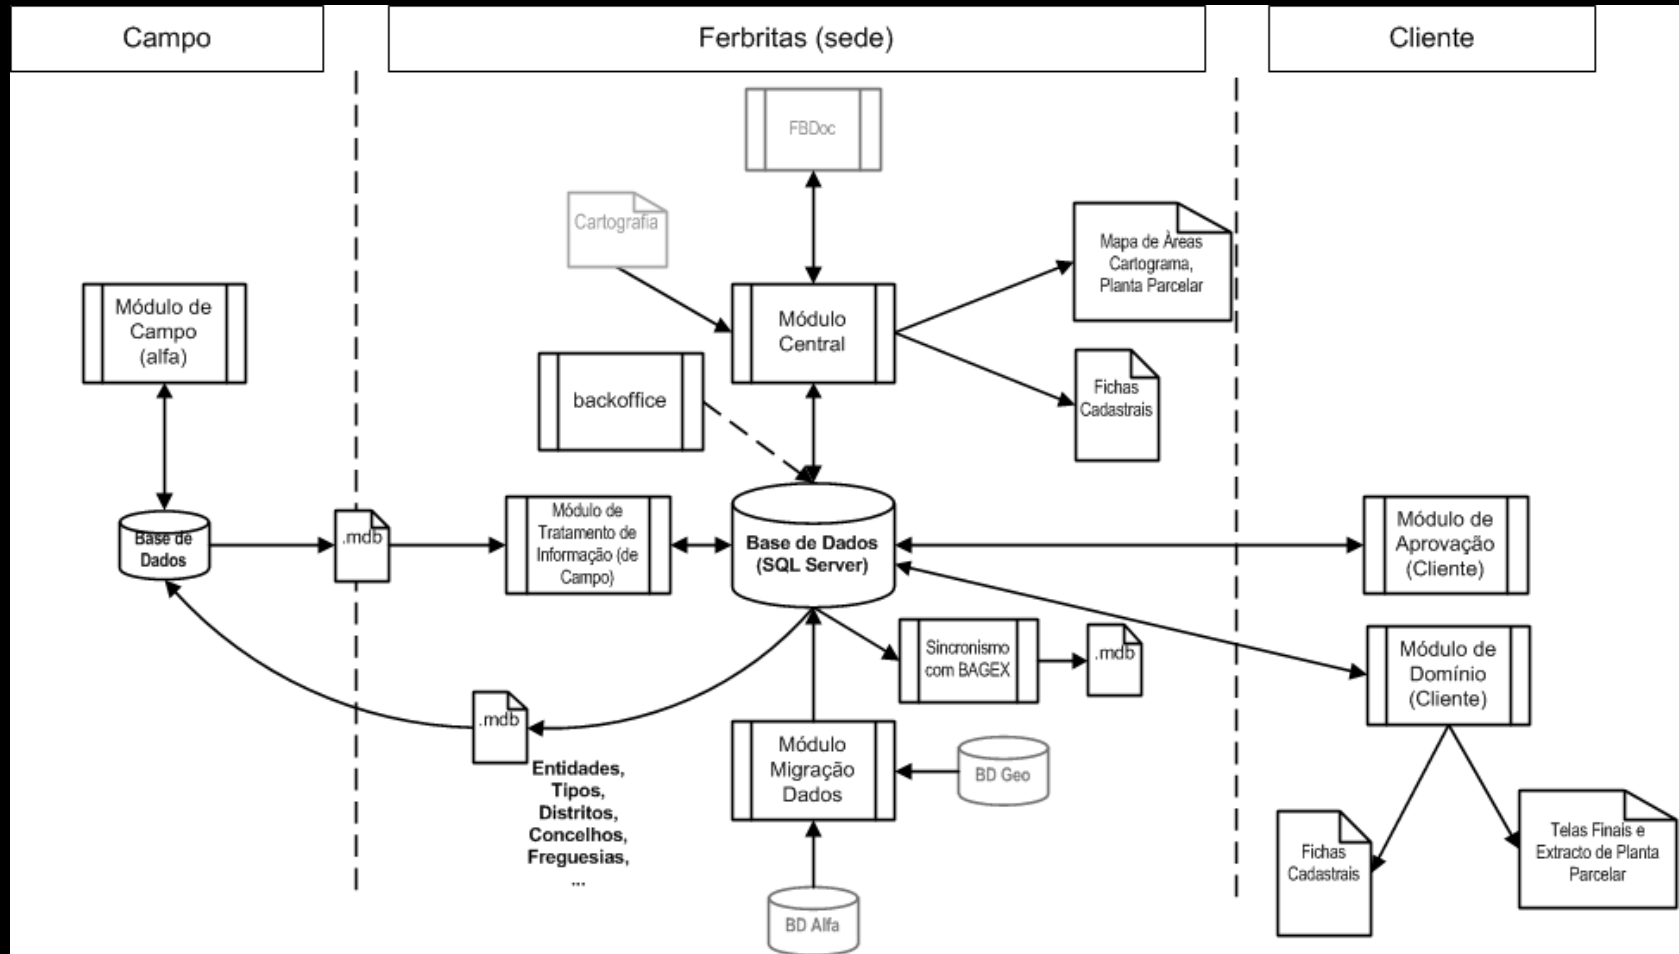 Campo
Ferbritas (sede)
Cliente
FBDoc
Cartografia
Mapa de Àreas
Cartograma,
Planta Parcelar
Módulo de
Campo
(alfa)
Módulo
Central
Fichas
Cadastrais
backoffice
Base de
Dados
.mdb
Módulo de
Tratamento de
Informação (de
Campo)
Base de Dados
(SQL Server)
Módulo de
Aprovação
(Cliente)
Sincronismo
com BAGEX
.mdb
Módulo de
Domínio
(Cliente)
.mdb
Entidades,
Tipos,
Distritos,
Concelhos,
Freguesias,
...
Módulo
Migração
Dados
BD Geo
BD Alfa
Fichas
Cadastrais
Telas Finais e
Extracto de Planta
Parcelar